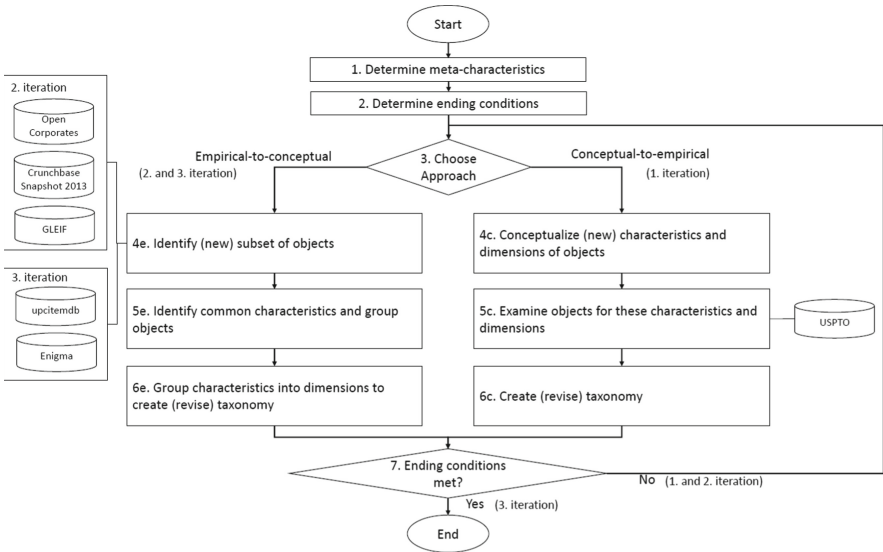 Start
1. Determine meta-characteristics
2. Determine ending conditions
3. Choose
Approach
Empirical-to-conceptual
(2. and 3. iteration)
Conceptual-to-empirical
(1. iteration)
2. iteration
Open
Corporates
Crunchbase
Snapshot 2013
GLEIF
3. iteration
upcitemdb
Enigma
4e. Identify (new) subset of objects
5e. Identify common characteristics and group
objects
6e. Group characteristics into dimensions to
create (revise) taxonomy
4c. Conceptualize (new) characteristics and
dimensions of objects
5c. Examine objects for these characteristics and
dimensions
USPTO
6c. Create (revise) taxonomy
7. Ending conditions
met?
No (1. and 2. iteration)
Yes (3. iteration)
End